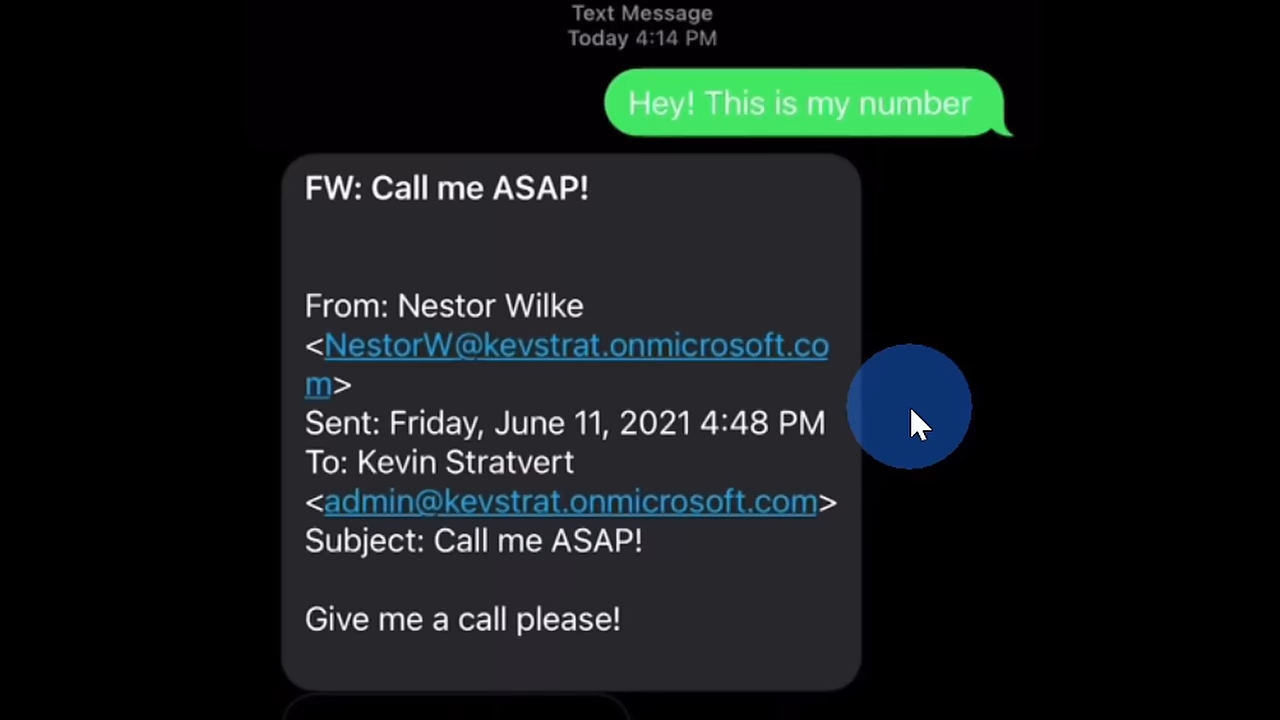 Text Message
Today 4:14 PM
Hey! This is my number
FW: Call me ASAP!
From: Nestor Wilke
<NestorW@kevstrat.onmicrosoft.co
m>
Sent: Friday, June 11, 2021 4:48 PM
To: Kevin Stratvert
<admin@kevstrat.onmicrosoft.com>
Subject: Call me ASAP!
Give me a call please!